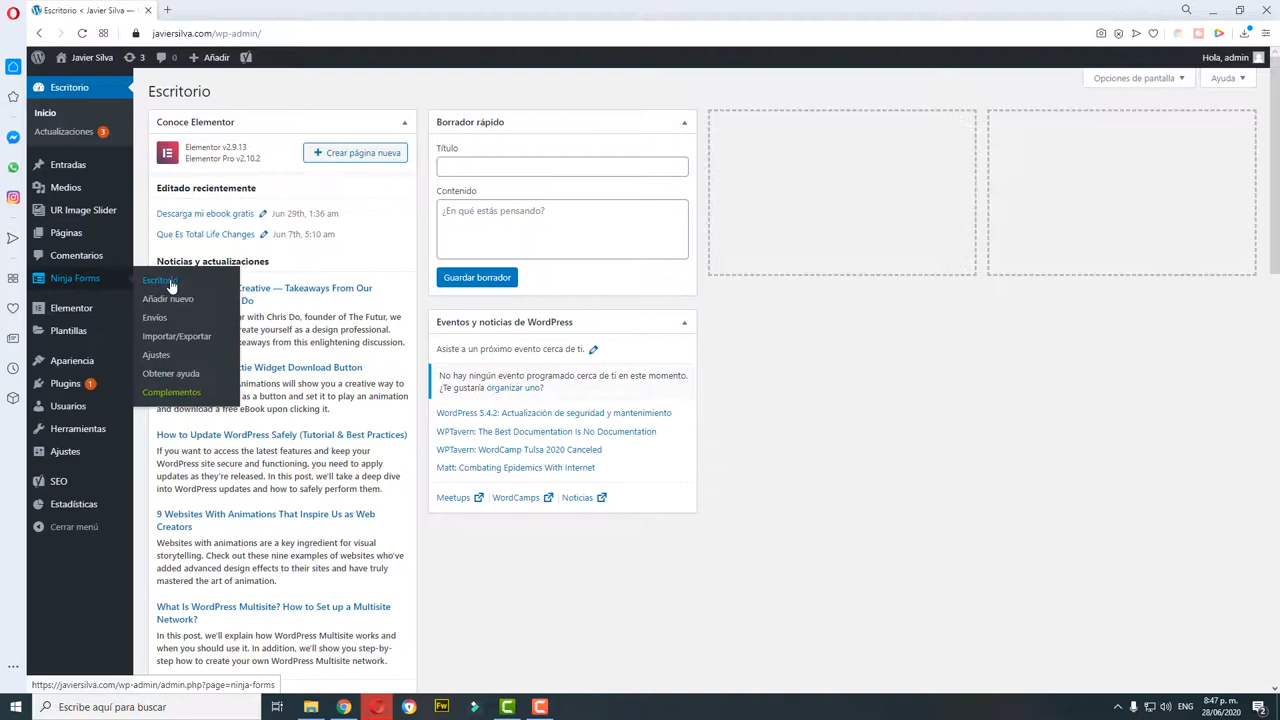 Escritorio < Javier Silva —
javiersilva.com/wp-admin/
Javier Silva
3
0
Añadir
Hola, admin
Escritorio
Inicio
Actualizaciones 3
Entradas
Medios
UR Image Slider
Páginas
Comentarios
Ninja Forms
Elementor
Plantillas
Apariencia
Plugins 1
Usuarios
Herramientas
Ajustes
SEO
Estadísticas
Cerrar menú
Escritorio
Añadir nuevo
Envíos
Importar/Exportar
Ajustes
Obtener ayuda
Complementos
Opciones de pantalla
Ayuda
Escritorio
Conoce Elementor
Elementor v2.9.13
Elementor Pro v2.10.2
Crear página nueva
Editado recientemente
Descarga mi ebook gratis Jun 29th, 1:36 am
Que Es Total Life Changes Jun 7th, 5:10 am
Noticias y actualizaciones
Creative — Takeaways From Our
Do
with Chris Do, founder of The Futur, we
create yourself as a design professional.
takeaways from this enlightening discussion.
Widget Download Button
Animations will show you a creative way to
as a button and set it to play an animation
and download a free eBook upon clicking it.
How to Update WordPress Safely (Tutorial & Best Practices)
If you want to access the latest features and keep your
WordPress site secure and functioning, you need to apply
updates as they're released. In this post, we'll take a deep dive
into WordPress updates and how to safely perform them.
9 Websites With Animations That Inspire Us as Web
Creators
Websites with animations are a key ingredient for visual
storytelling. Check out these nine examples of websites who've
added advanced design effects to their sites and have truly
mastered the art of animation.
What Is WordPress Multisite? How to Set up a Multisite
Network?
In this post, we'll explain how WordPress Multisite works and
when you should use it. In addition, we'll show you step-by-
step how to create your own WordPress Multisite network.
Borrador rápido
Título
Contenido
¿En qué estás pensando?
Guardar borrador
Eventos y noticias de WordPress
Asiste a un próximo evento cerca de ti.
No hay ningún evento programado cerca de ti en este momento.
¿Te gustaría organizar uno?
WordPress 5.4.2: Actualización de seguridad y mantenimiento
WPTavern: The Best Documentation Is No Documentation
WPTavern: WordCamp Tulsa 2020 Canceled
Matt: Combating Epidemics With Internet
Meetups | WordCamps | Noticias
https://javiersilva.com/wp-admin/admin.php?page=ninja-forms
Escribe aquí para buscar
Fw
8:47 p. m.
28/06/2020
2